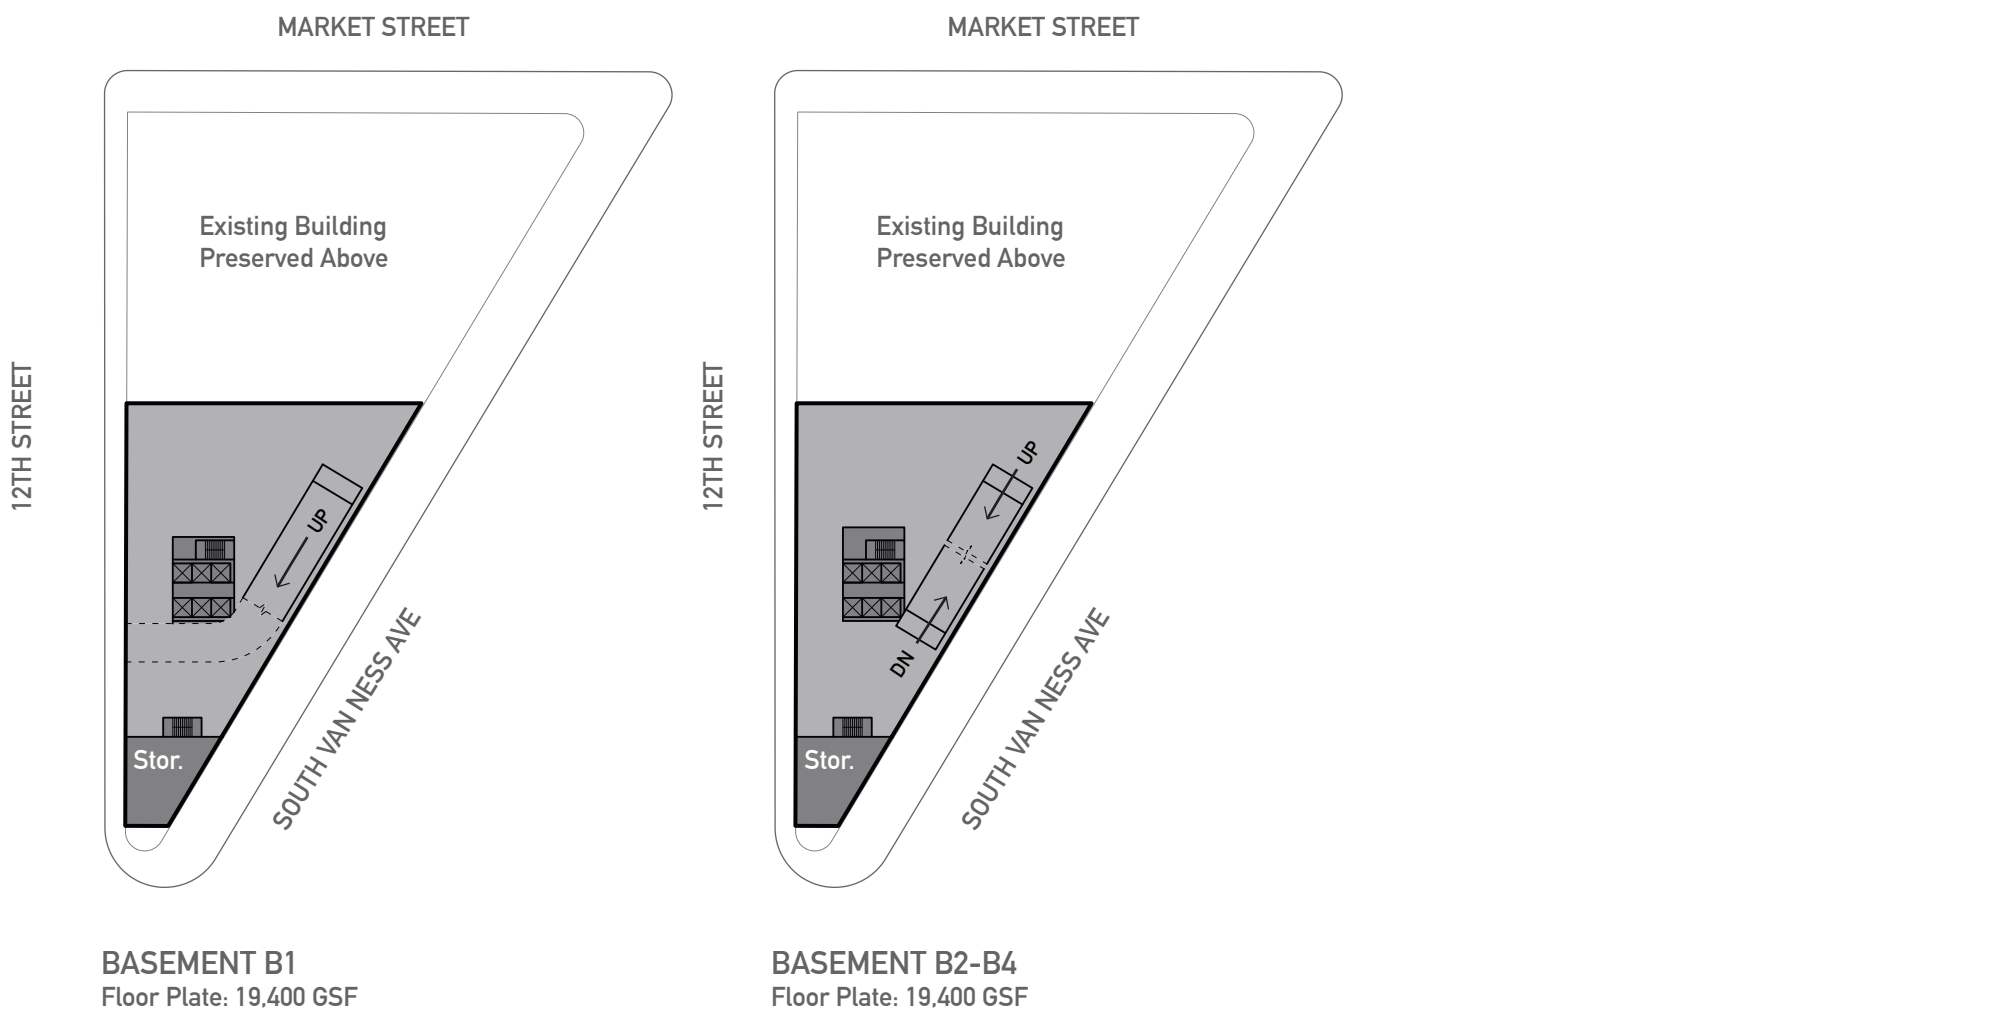 MARKET STREET
Existing Building
Preserved Above
12TH STREET
UP
SOUTH VAN NESS AVE
Stor.
BASEMENT B1
Floor Plate: 19,400 GSF
MARKET STREET
Existing Building
Preserved Above
12TH STREET
UP
DN
SOUTH VAN NESS AVE
Stor.
BASEMENT B2-B4
Floor Plate: 19,400 GSF